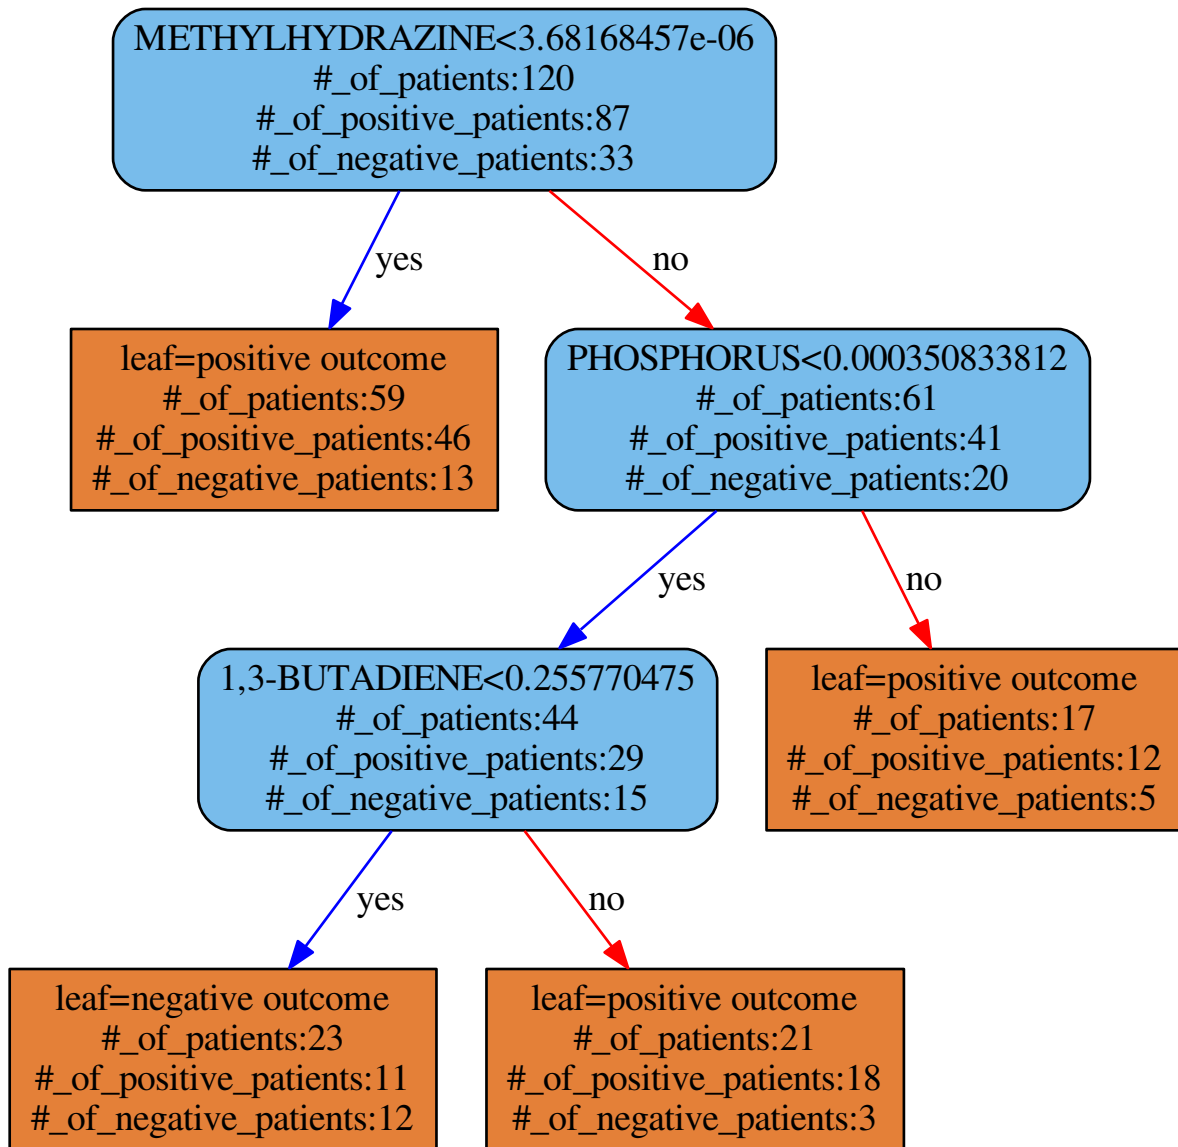 METHYLHYDRAZINE<3.68168457e-06
#_of_patients:120
#_of_positive_patients:87
#_of_negative_patients:33
yes
no
leaf=positive outcome
#_of_patients:59
#_of_positive_patients:46
#_of_negative_patients:13
PHOSPHORUS<0.000350833812
#_of_patients:61
#_of_positive_patients:41
#_of_negative_patients:20
yes
no
1,3-BUTADIENE<0.255770475
#_of_patients:44
#_of_positive_patients:29
#_of_negative_patients:15
leaf=positive outcome
#_of_patients:17
#_of_positive_patients:12
#_of_negative_patients:5
yes
no
leaf=negative outcome
#_of_patients:23
#_of_positive_patients:11
#_of_negative_patients:12
leaf=positive outcome
#_of_patients:21
#_of_positive_patients:18
#_of_negative_patients:3